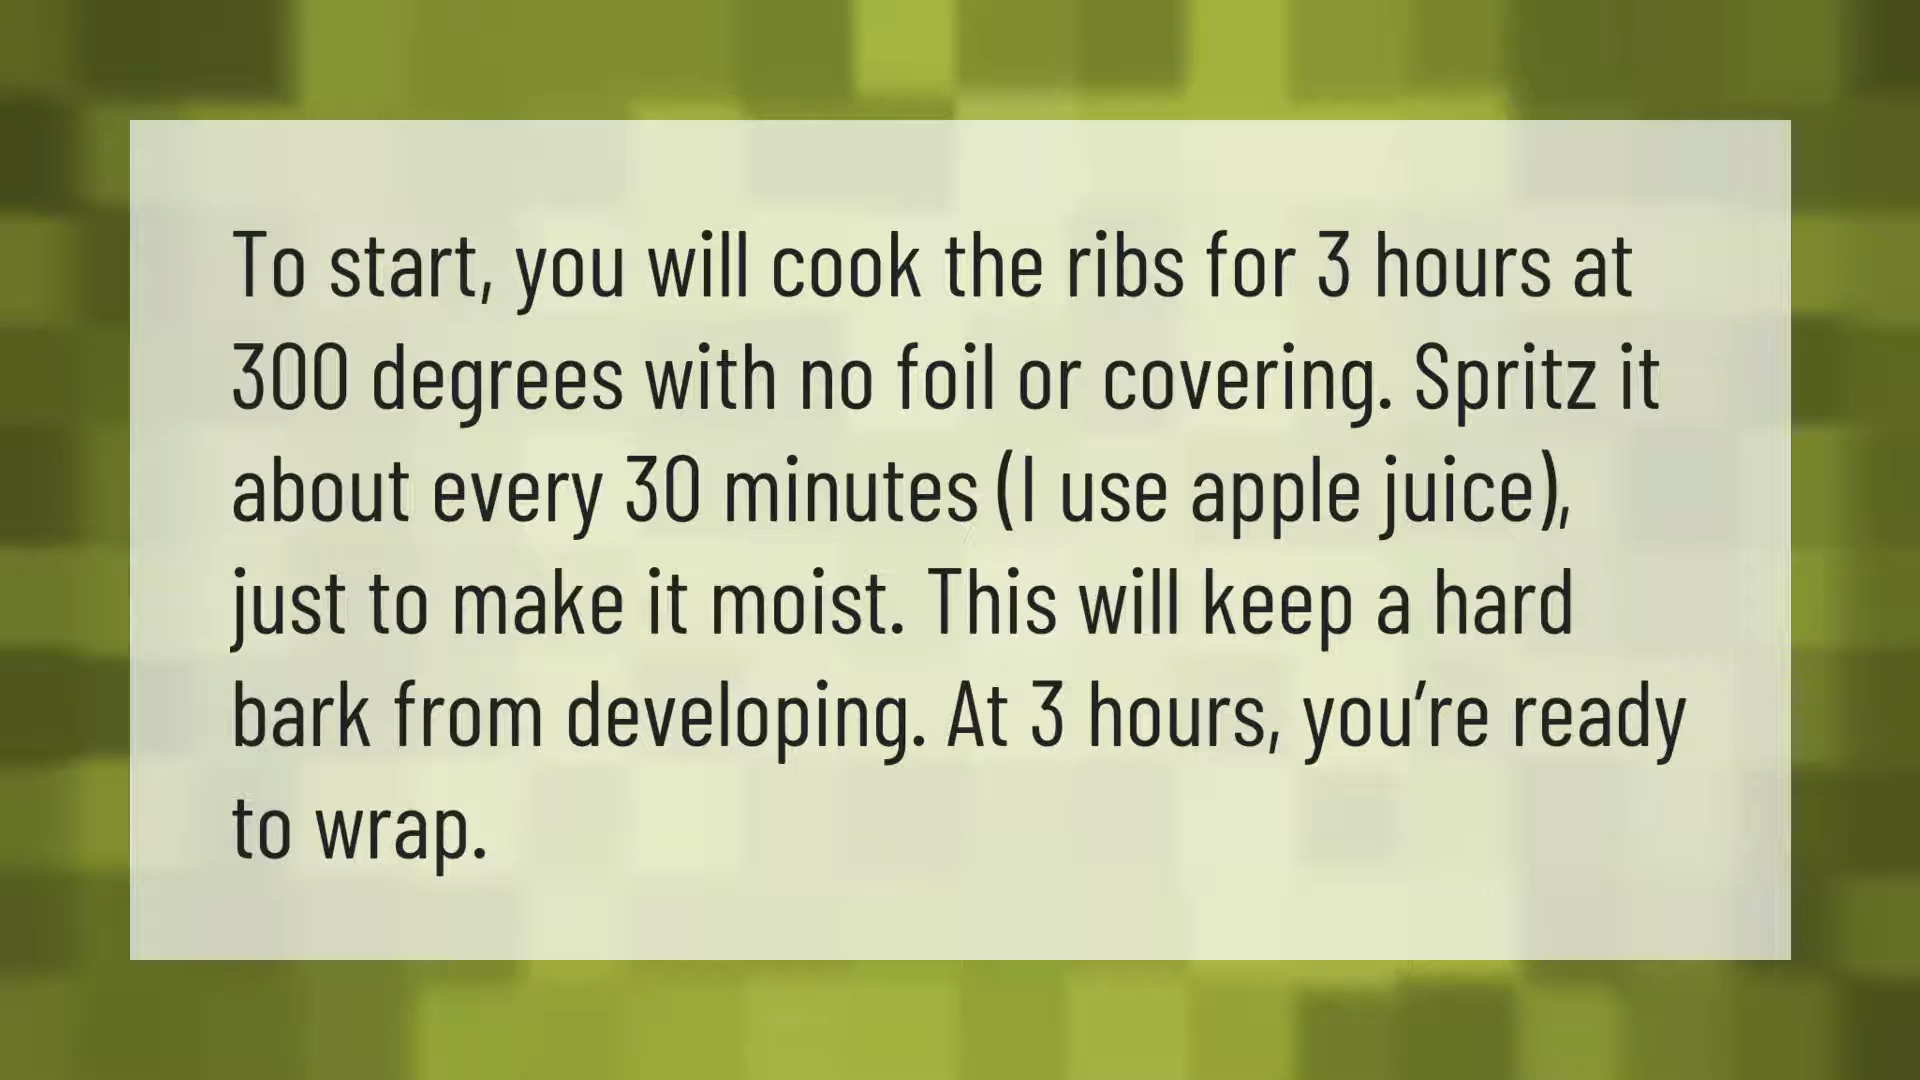 To start, you will cook the ribs for 3 hours at
300 degrees with no foil or covering. Spritz it
about every 30 minutes (I use apple juice),
just to make it moist. This will keep a hard
bark from developing. At 3 hours, you’re ready
to wrap.